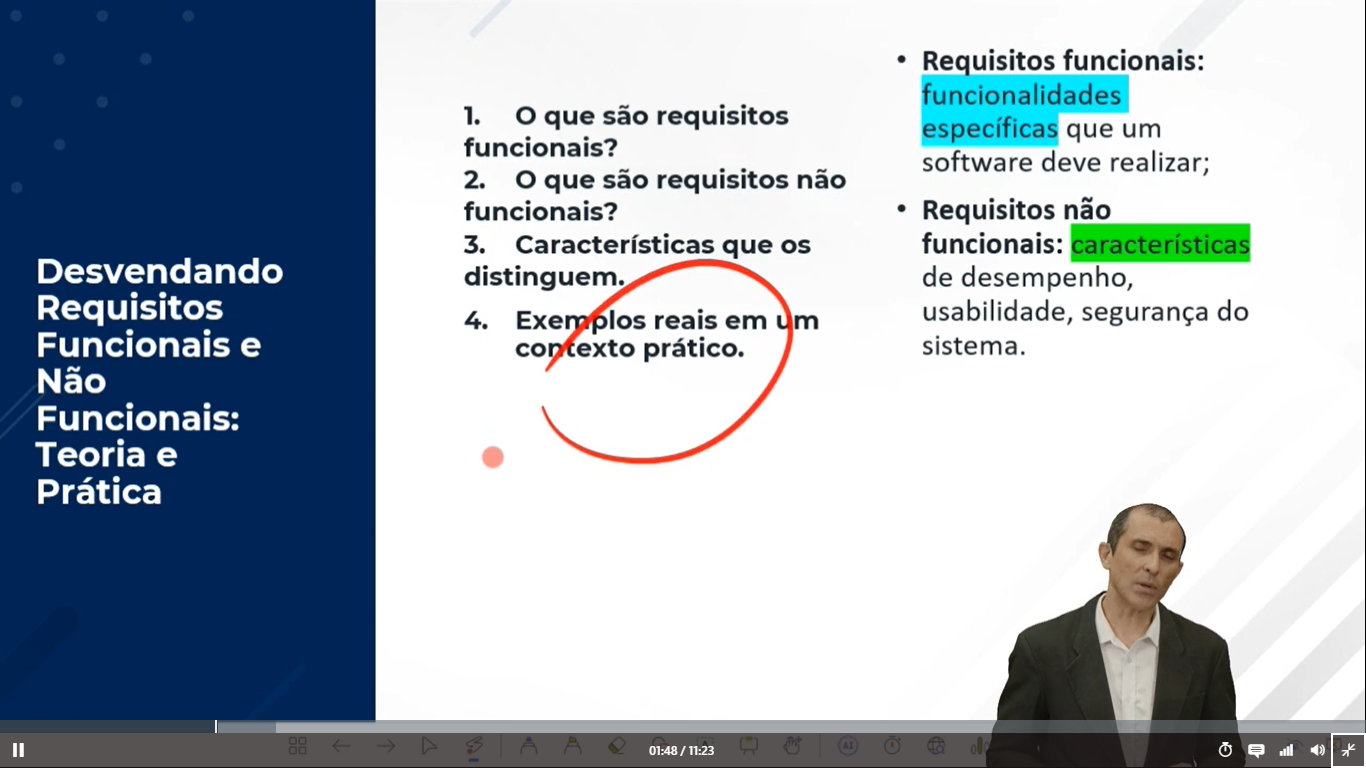 Desvendando
Requisitos
Funcionais e
Não
Funcionais:
Teoria e
Prática
1. O que são requisitos
funcionais?
2. O que são requisitos não
funcionais?
3. Características que os
distinguem.
4. Exemplos reais em um
contexto prático.
• Requisitos funcionais:
funcionalidades
específicas que um
software deve realizar;
• Requisitos não
funcionais: características
de desempenho,
usabilidade, segurança do
sistema.
AI
01:48 / 11:23